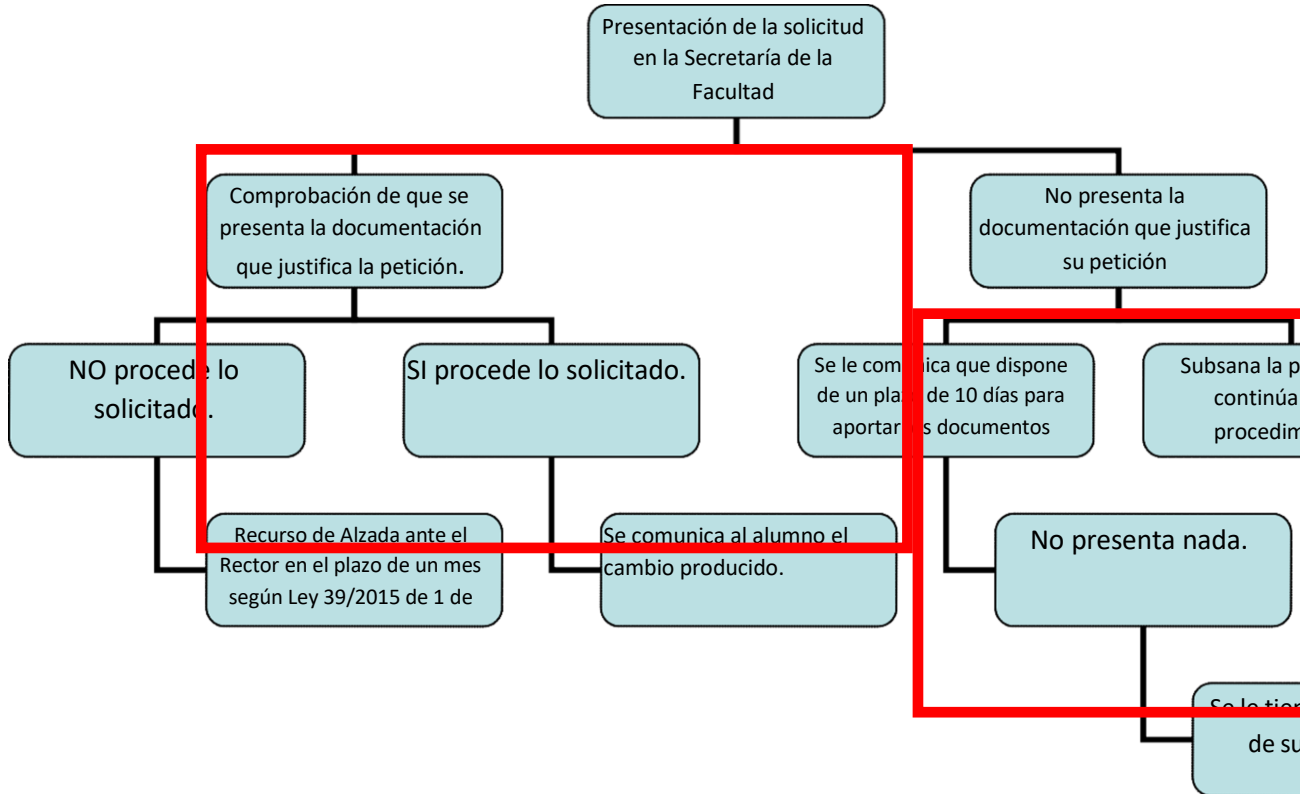 Presentación de la solicitud
en la Secretaría de la
Facultad
Comprobación de que se
presenta la documentación
que justifica la petición.
No presenta la
documentación que justifica
su petición
NO procede lo
solicitado.
SI procede lo solicitado.
Se le comunica que dispone
de un plazo de 10 días para
aportar los documentos
Subsana la
continúa
Recurso de Alzada ante el
Rector en el plazo de un mes
según Ley 39/2015 de 1 de
Se comunica al alumno el
cambio producido.
No presenta nada.
Se le
de